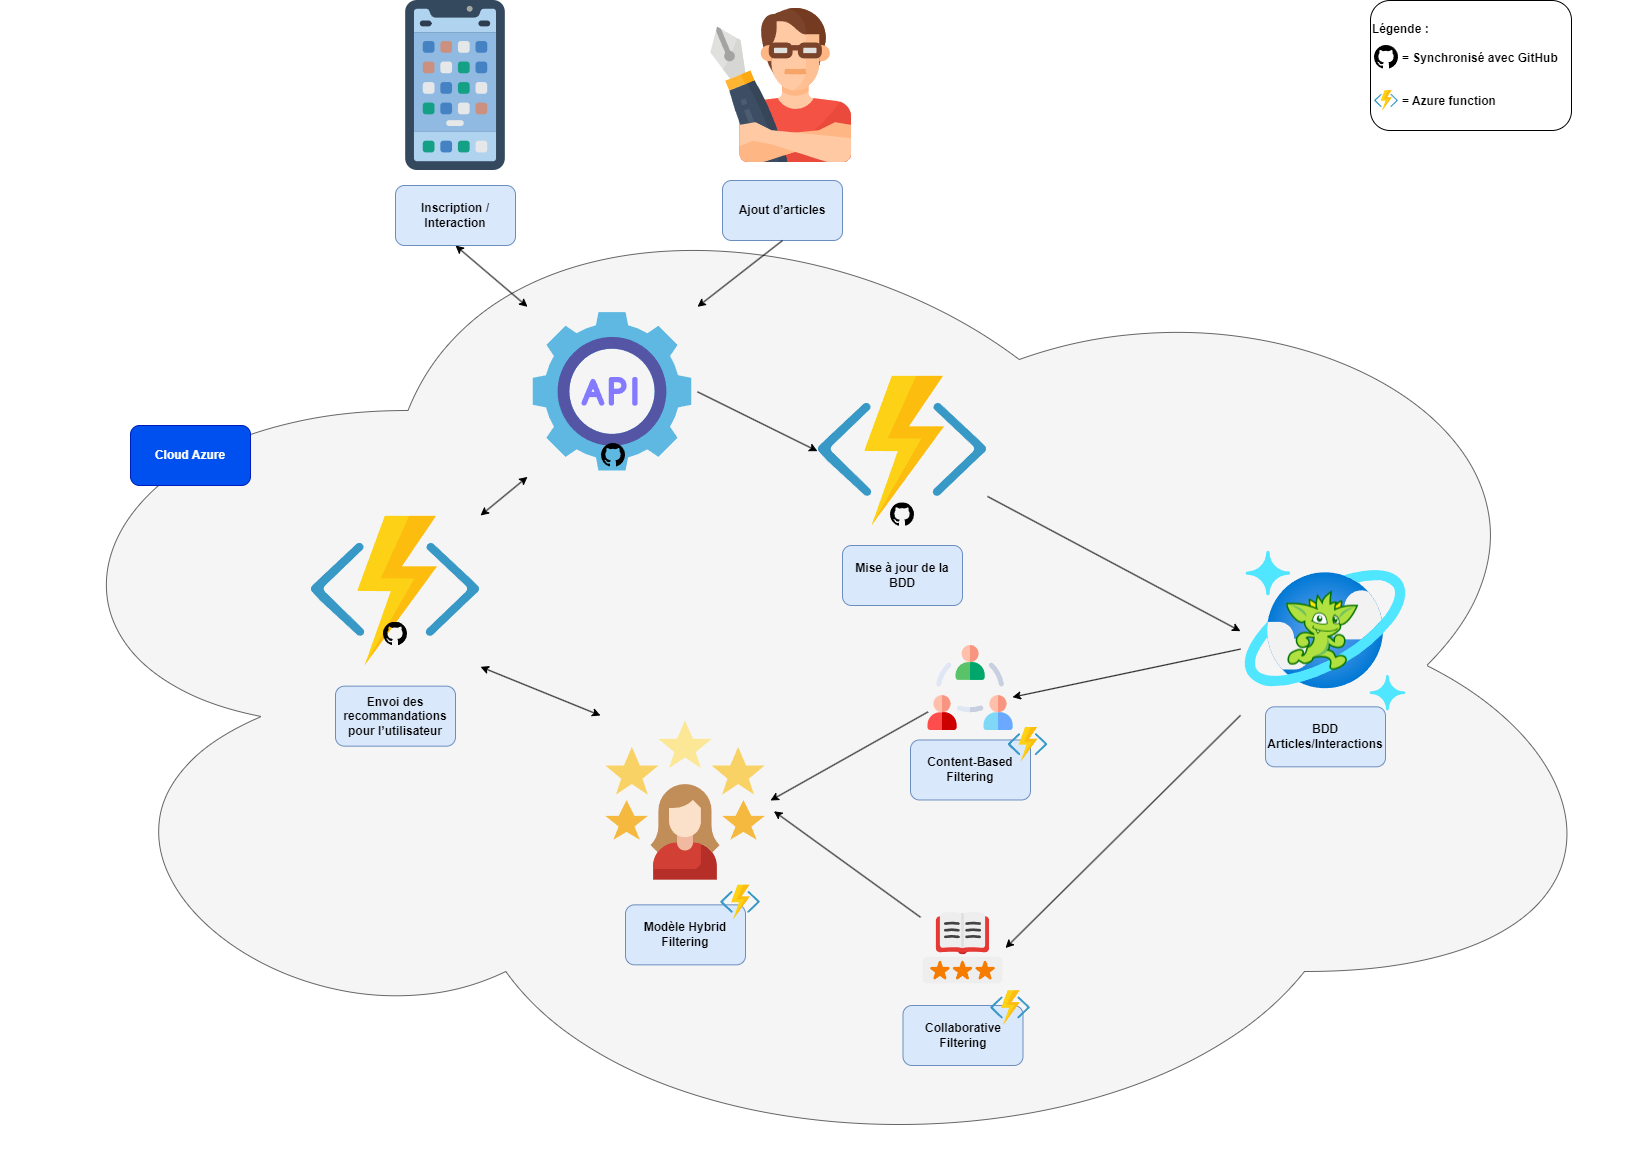 Légende :
= Synchronisé avec GitHub
= Azure function
Inscription /
Interaction
Ajout d'articles
API
Cloud Azure
Mise à jour de la
BDD
Envoi des
recommandations
pour l'utilisateur
BDD
Articles/Interactions
Content-Based
Filtering
Modèle Hybrid
Filtering
Collaborative
Filtering